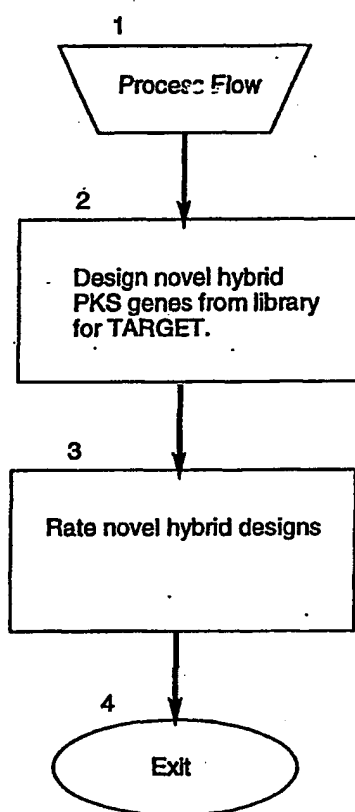 1
Process Flow
2
Design novel hybrid
PKS genes from library
for TARGET.
3
Rate novel hybrid designs
4
Exit